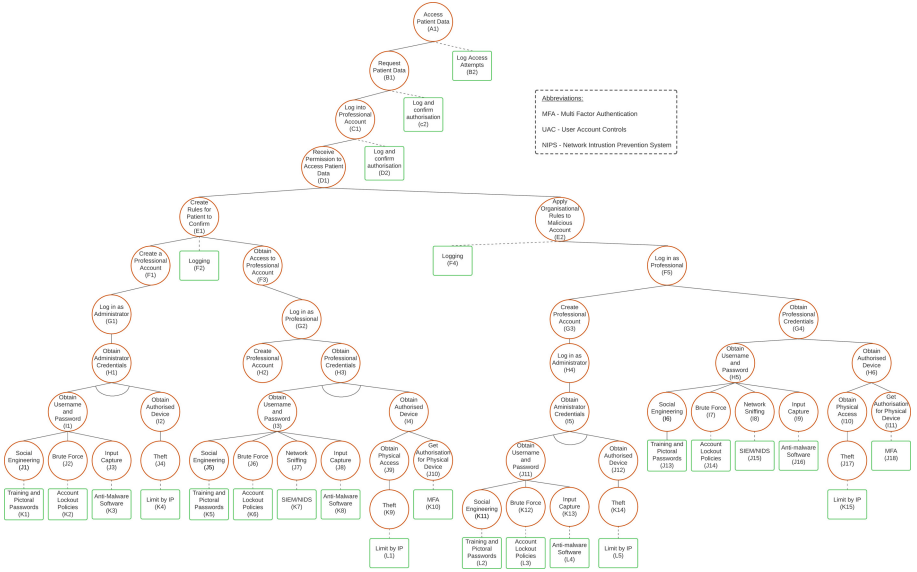 Access
Patient Data
(A1)
Log Access
Attempts
(B2)
Request
Patient Data
(B1)
Log into
Professional
Account
(C1)
Log and
confirm
authorisation
(c2)
Abbreviations:
MFA - Multi Factor Authentication
UAC - User Account Controls
NIPS - Network Intrustion Prevention System
Receive
Permission to
Access Patient
Data
(D1)
Log and
confirm
authorisation
(D2)
Create
Rules for
Patient to
Confirm
(E1)
Apply
Organisational
Rules to
Malicious
Account
(E2)
Create a
Professional
Account
(F1)
Logging
(F2)
Obtain
Access to
Professional
Account
(F3)
Logging
(F4)
Log in as
Professional
(F5)
Log in as
Administrator
(G1)
Log in as
Professional
(G2)
Create
Professional
Account
(G3)
Obtain
Professional
Credentials
(G4)
Obtain
Administrator
Credentials
(H1)
Create
Professional
Account
(H2)
Obtain
Professional
Credentials
(H3)
Log in as
Administrator
(H4)
Obtain
Username
and
Password
(H5)
Obtain
Authorised
Device
(H6)
Obtain
Username
and
Password
(I1)
Obtain
Authorised
Device
(I2)
Obtain
Username
and
Password
(I3)
Obtain
Authorised
Device
(I4)
Obtain
Aministrator
Credentials
(I5)
Social
Engineering
(I6)
Brute Force
(I7)
Network
Sniffing
(I8)
Input
Capture
(I9)
Obtain
Physical
Access
(I10)
Get
Authorisation
for Physical
Device
(I11)
Social
Engineering
(J1)
Brute Force
(J2)
Input
Capture
(J3)
Theft
(J4)
Social
Engineering
(J5)
Brute Force
(J6)
Network
Sniffing
(J7)
Input
Capture
(J8)
Obtain
Physical
Access
(J9)
Get
Authorisation
for Physical
Device
(J10)
Obtain
Username
and
Password
(J11)
Obtain
Authorised
Device
(J12)
Training and
Pictoral
Passwords
(J13)
Account
Lockout
Policies
(J14)
SIEM/NIDS
(J15)
Anti-malware
Software
(J16)
Theft
(J17)
MFA
(J18)
Training and
Pictoral
Passwords
(K1)
Account
Lockout
Policies
(K2)
Anti-Malware
Software
(K3)
Limit by IP
(K4)
Training and
Pictoral
Passwords
(K5)
Account
Lockout
Policies
(K6)
SIEM/NIDS
(K7)
Anti-Malware
Software
(K8)
Theft
(K9)
MFA
(K10)
Social
Engineering
(K11)
Brute Force
(K12)
Input
Capture
(K13)
Theft
(K14)
Limit by IP
(K15)
Limit by IP
(L1)
Training and
Pictoral
Passwords
(L2)
Account
Lockout
Policies
(L3)
Anti-malware
Software
(L4)
Limit by IP
(L5)